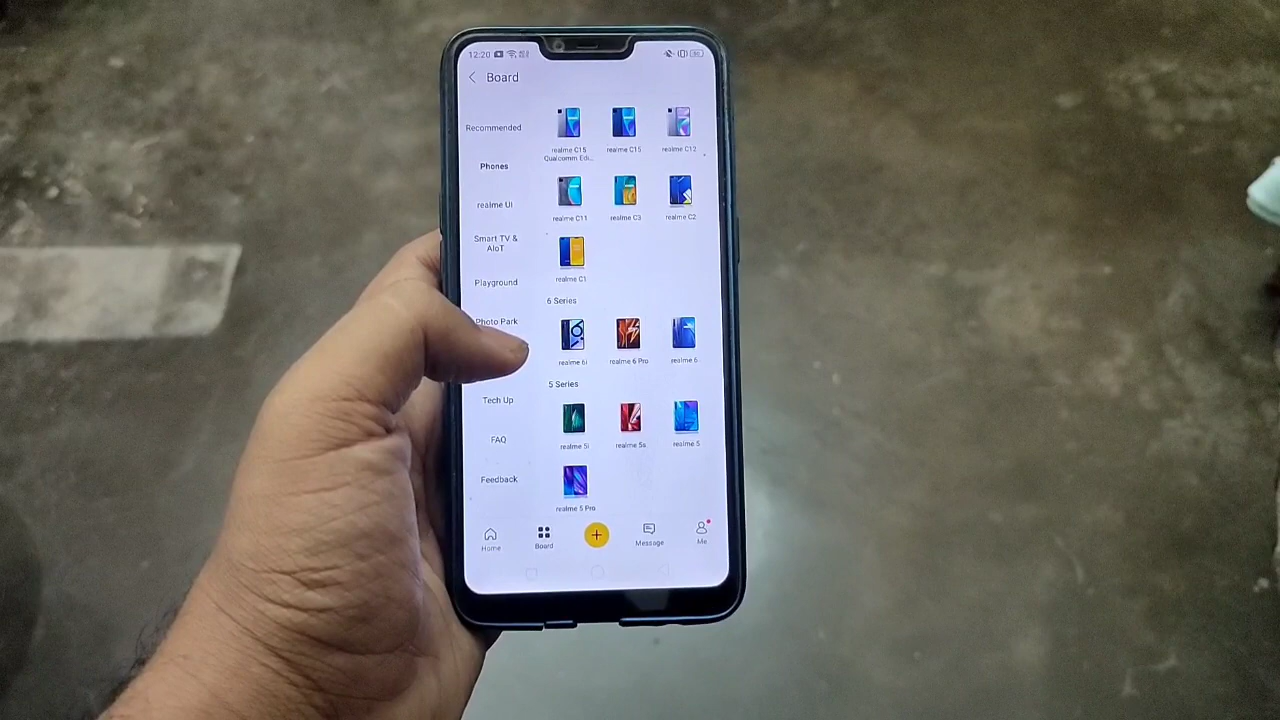 12:20
Board
Recommended
Phones
realme UI
Smart TV &
AIoT
Playground
Photo Park
Tech Up
FAQ
Feedback
realme C15
Qualcomm Edi...
realme C15
realme C12
realme C11
realme C3
realme C2
realme C1
6 Series
realme 6i
realme 6 Pro
realme 6
5 Series
realme 5i
realme 5s
realme 5
realme 5 Pro
Home
Board
Message
Me